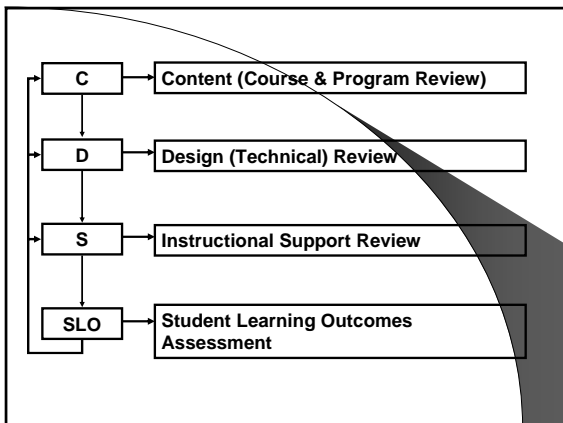 C
Content (Course & Program Review)
D
Design (Technical) Review
S
Instructional Support Review
SLO
Student Learning Outcomes
Assessment